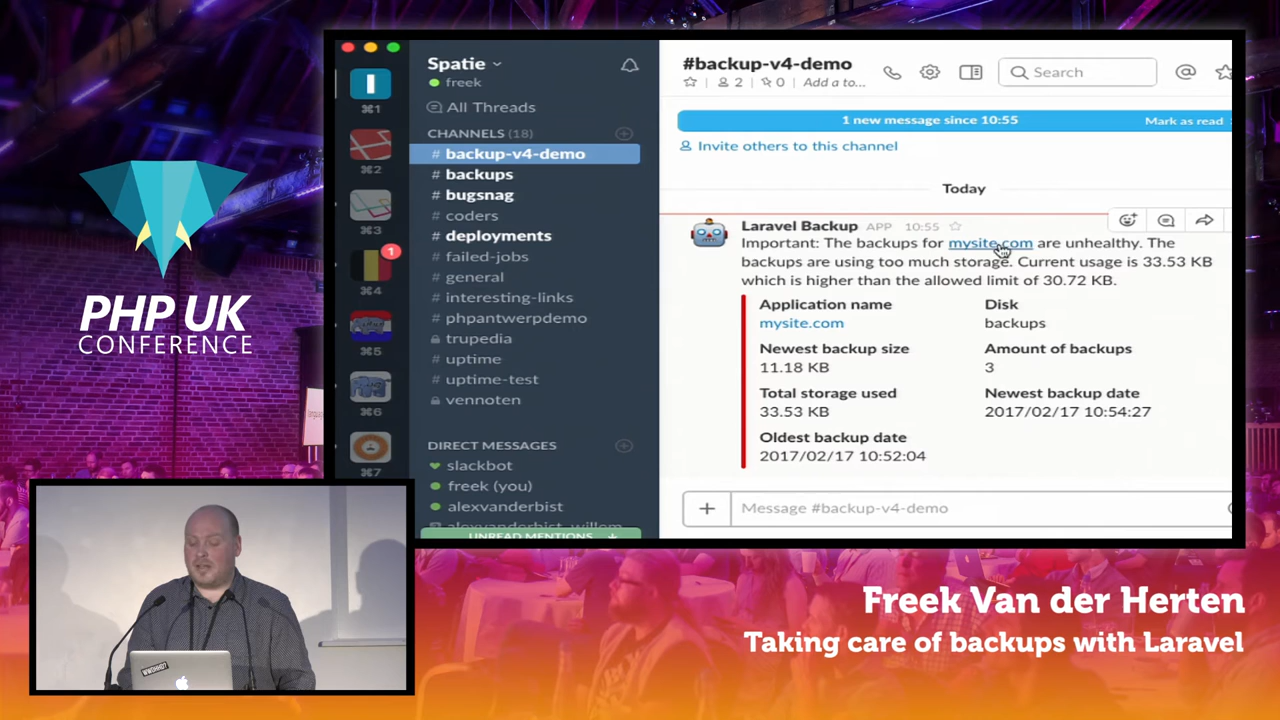 PHP UK
CONFERENCE
Spatie
freek
All Threads
CHANNELS (18)
# backup-v4-demo
# backups
# bugsnag
# coders
# deployments
# failed-jobs
# general
# interesting-links
# phpantwerpdemo
trupedia
# uptime
# uptime-test
vennoten
DIRECT MESSAGES
slackbot
freek (you)
alexvanderbist
alexvanderbist, willem
UNREAD MENTIONS
⌘1
⌘2
⌘3
1
⌘4
⌘5
⌘6
⌘7
#backup-v4-demo
2 | 0 | Add a to...
Search
1 new message since 10:55
Mark as read
Invite others to this channel
Today
Laravel Backup APP 10:55
Important: The backups for mysite.com are unhealthy. The
backups are using too much storage. Current usage is 33.53 KB
which is higher than the allowed limit of 30.72 KB.
Application name
mysite.com
Disk
backups
Newest backup size
11.18 KB
Amount of backups
3
Total storage used
33.53 KB
Newest backup date
2017/02/17 10:54:27
Oldest backup date
2017/02/17 10:52:04
+ Message #backup-v4-demo
Freek Van der Herten
Taking care of backups with Laravel